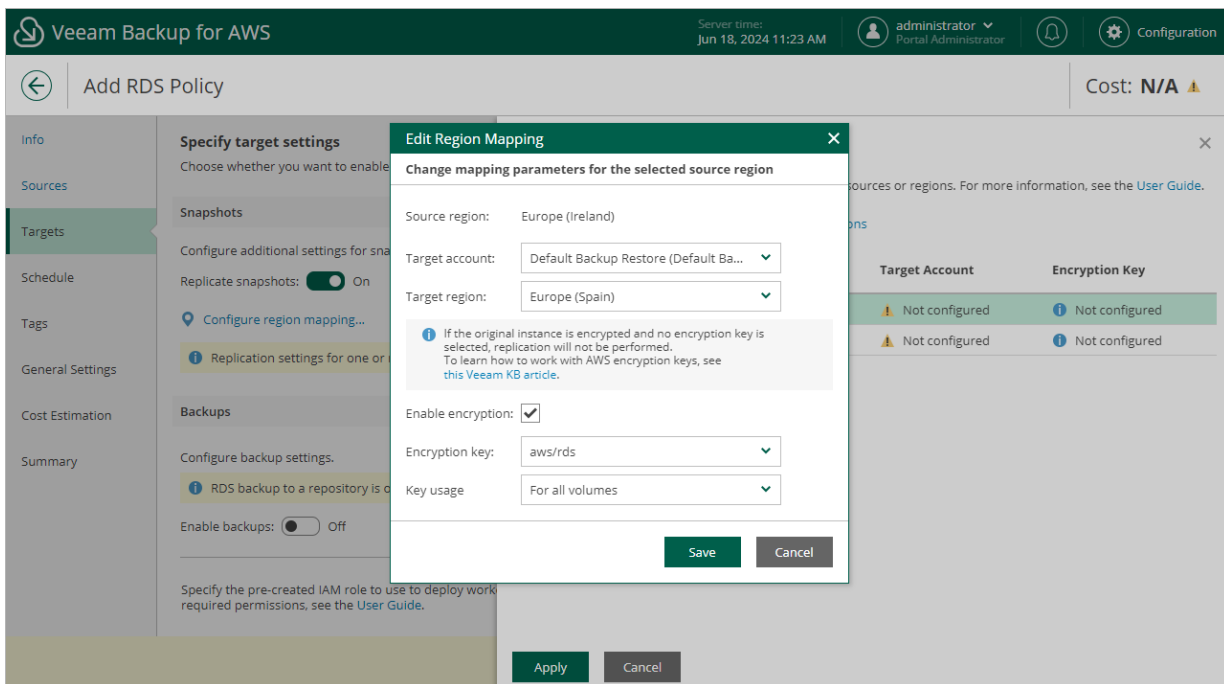 Veeam Backup for AWS
Server time:
Jun 18, 2024 11:23 AM
administrator
Portal Administrator
Configuration
Add RDS Policy
Cost: N/A
Info
Sources
Targets
Schedule
Tags
General Settings
Cost Estimation
Summary
Specify target settings
Choose whether you want to enable
Snapshots
Configure additional settings for sna
Replicate snapshots: On
Configure region mapping...
Replication settings for one or
Backups
Configure backup settings.
RDS backup to a repository is o
Enable backups: Off
Specify the pre-created IAM role to use to deploy work
required permissions, see the User Guide.
Edit Region Mapping
Change mapping parameters for the selected source region
Source region: Europe (Ireland)
Target account: Default Backup Restore (Default Ba...
Target region: Europe (Spain)
If the original instance is encrypted and no encryption key is
selected, replication will not be performed.
To learn how to work with AWS encryption keys, see
this Veeam KB article.
Enable encryption:
Encryption key: aws/rds
Key usage For all volumes
Save Cancel
sources or regions. For more information, see the User Guide.
ons
Target Account Encryption Key
Not configured Not configured
Not configured Not configured
Apply Cancel